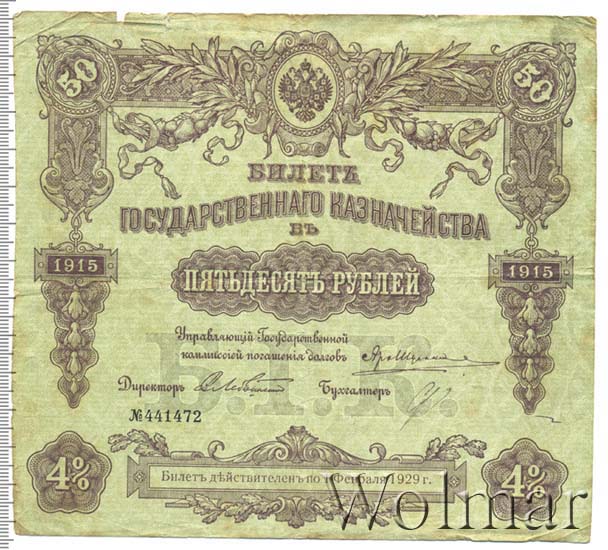 50 50
БИЛЕТЪ
ГОСУДАРСТВЕННАГО КАЗНАЧЕЙСТВА
ВЪ
1915 ПЯТЬДЕСЯТЪ РУБЛЕЙ 1915
Управляющій Государственной
коммиссіей погашенія долговъ
Директоръ Бухгалтеръ
Б.Г.К.
№441472
4% Билетъ дѣйствителенъ по 1 Февраля 1929 г. 4%
Wolmar